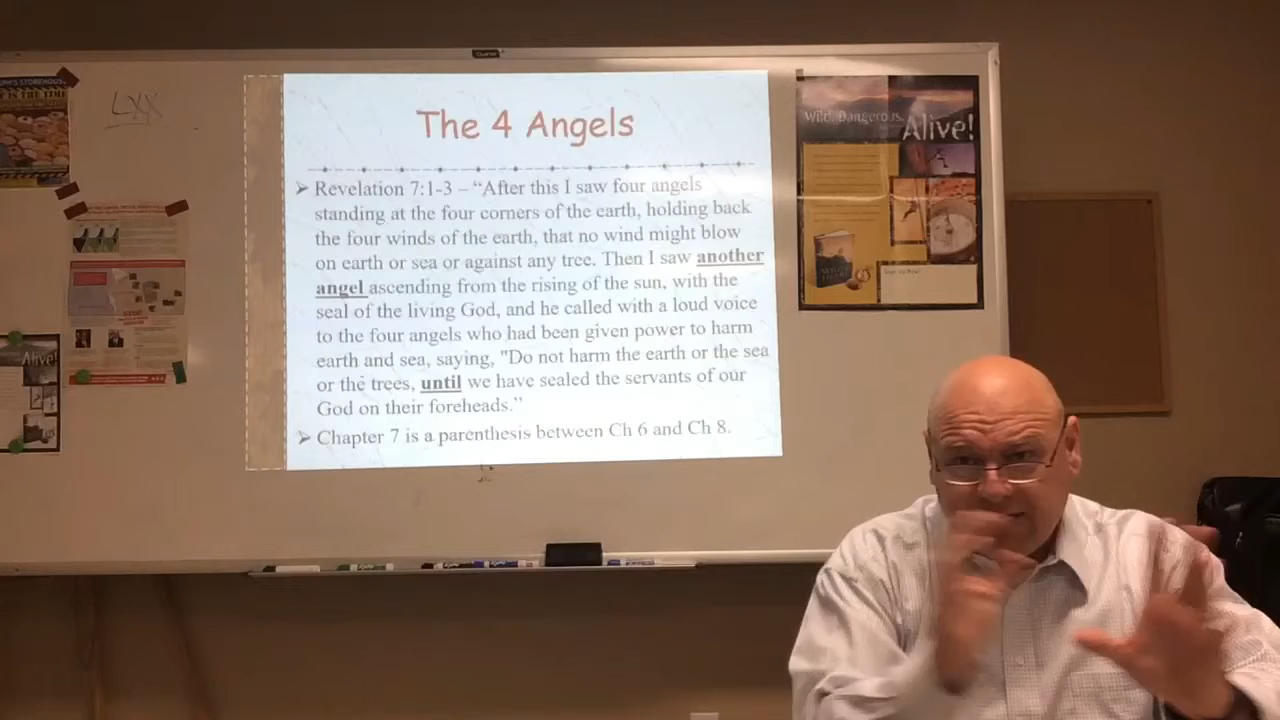 Quartet
LXX
The 4 Angels
Revelation 7:1-3 – “After this I saw four angels
standing at the four corners of the earth, holding back
the four winds of the earth, that no wind might blow
on earth or sea or against any tree. Then I saw another
angel ascending from the rising of the sun, with the
seal of the living God, and he called with a loud voice
to the four angels who had been given power to harm
earth and sea, saying, "Do not harm the earth or the sea
or the trees, until we have sealed the servants of our
God on their foreheads.”
Chapter 7 is a parenthesis between Ch 6 and Ch 8.
Wild. Dangerous.
Alive!
Alive!